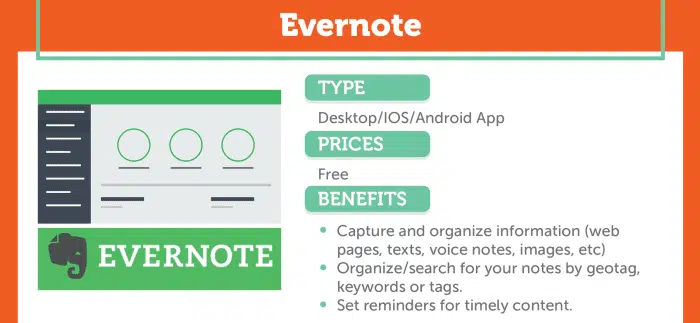 Evernote
TYPE
Desktop/IOS/Android App
PRICES
Free
BENEFITS
• Capture and organize information (web
pages, texts, voice notes, images, etc)
• Organize/search for your notes by geotag,
keywords or tags.
• Set reminders for timely content.
EVERNOTE